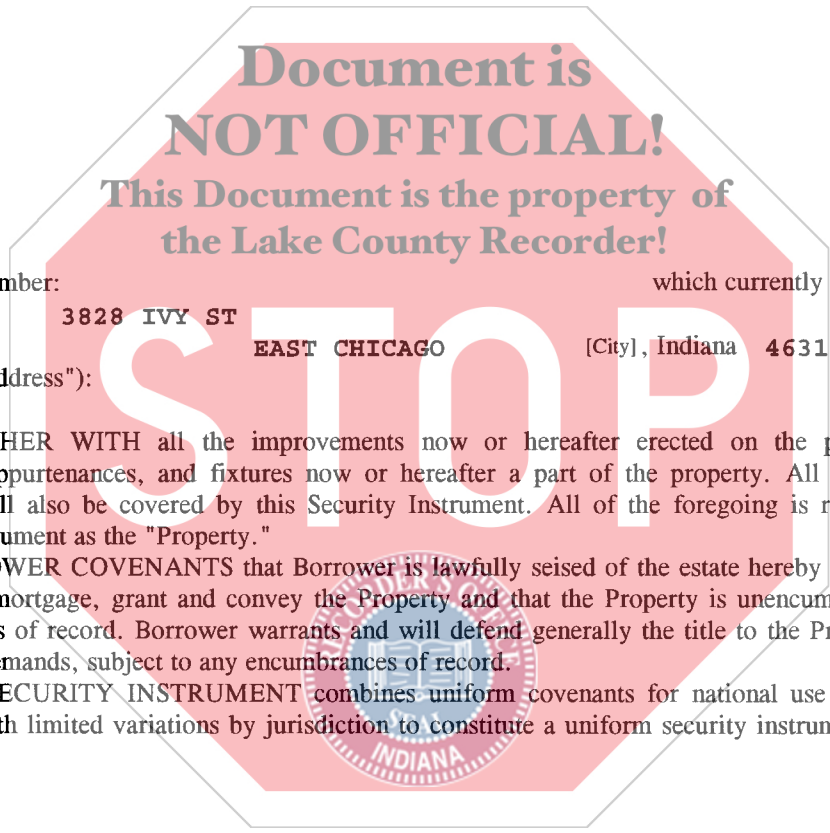 Document is
NOT OFFICIAL!
This Document is the property of
the Lake County Recorder!
mber: which currently
3828 IVY ST
EAST CHICAGO [City], Indiana 4631
ddress"):
STOP
HER WITH all the improvements now or hereafter erected on the p
ppurtenances, and fixtures now or hereafter a part of the property. All
ll also be covered by this Security Instrument. All of the foregoing is r
ument as the "Property."
WER COVENANTS that Borrower is lawfully seised of the estate hereby
mortgage, grant and convey the Property and that the Property is unencum
s of record. Borrower warrants and will defend generally the title to the Pr
mands, subject to any encumbrances of record.
ECURITY INSTRUMENT combines uniform covenants for national use
th limited variations by jurisdiction to constitute a uniform security instrum
RECORDER'S OFFICE
SEAL
INDIANA